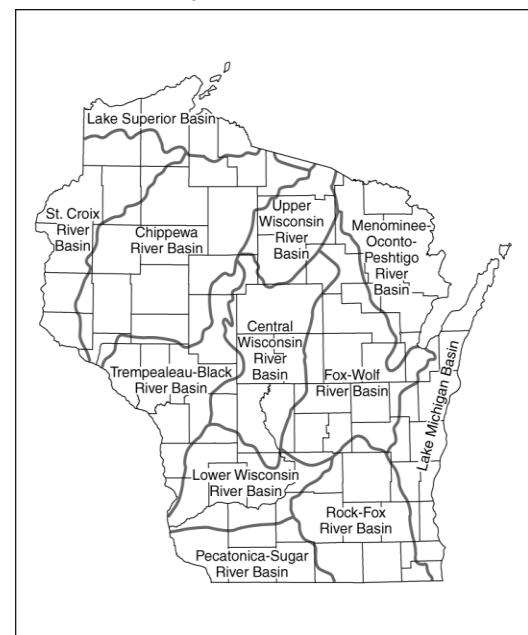 Lake Superior Basin
St. Croix
River
Basin
Chippewa
River Basin
Upper
Wisconsin
River
Basin
Menominee-
Oconto-
Peshtigo
River
Basin
Central
Wisconsin
River
Basin
Trempealeau-Black
River Basin
Fox-Wolf
River Basin
Lake Michigan Basin
Lower Wisconsin
River Basin
Rock-Fox
River Basin
Pecatonica-Sugar
River Basin